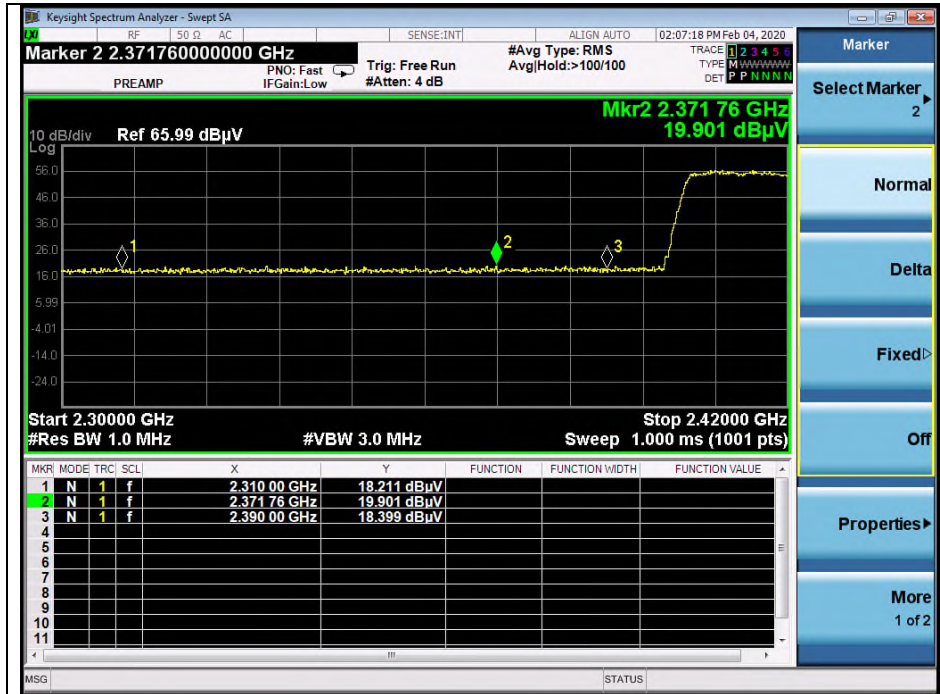 Keysight Spectrum Analyzer - Swept SA
LXI RF 50 Ω AC SENSE:INT ALIGN AUTO 02:07:18 PM Feb 04, 2020
Marker 2 2.371760000000 GHz
PREAMP
PNO: Fast
IFGain:Low
Trig: Free Run
#Atten: 4 dB
#Avg Type: RMS
Avg|Hold:>100/100
TRACE 1 2 3 4 5 6
TYPE M WWWWW
DET P P N N N N
Mkr2 2.371 76 GHz
19.901 dBµV
10 dB/div Ref 65.99 dBµV
Log
56.0
46.0
36.0
26.0
16.0
5.99
-4.01
-14.0
-24.0
1
2
3
Start 2.30000 GHz Stop 2.42000 GHz
#Res BW 1.0 MHz #VBW 3.0 MHz Sweep 1.000 ms (1001 pts)
MKR MODE TRC SCL X Y FUNCTION FUNCTION WIDTH FUNCTION VALUE
1 N 1 f 2.310 00 GHz 18.211 dBµV
2 N 1 f 2.371 76 GHz 19.901 dBµV
3 N 1 f 2.390 00 GHz 18.399 dBµV
4
5
6
7
8
9
10
11
MSG STATUS
Marker
Select Marker
2
Normal
Delta
Fixed
Off
Properties
More
1 of 2